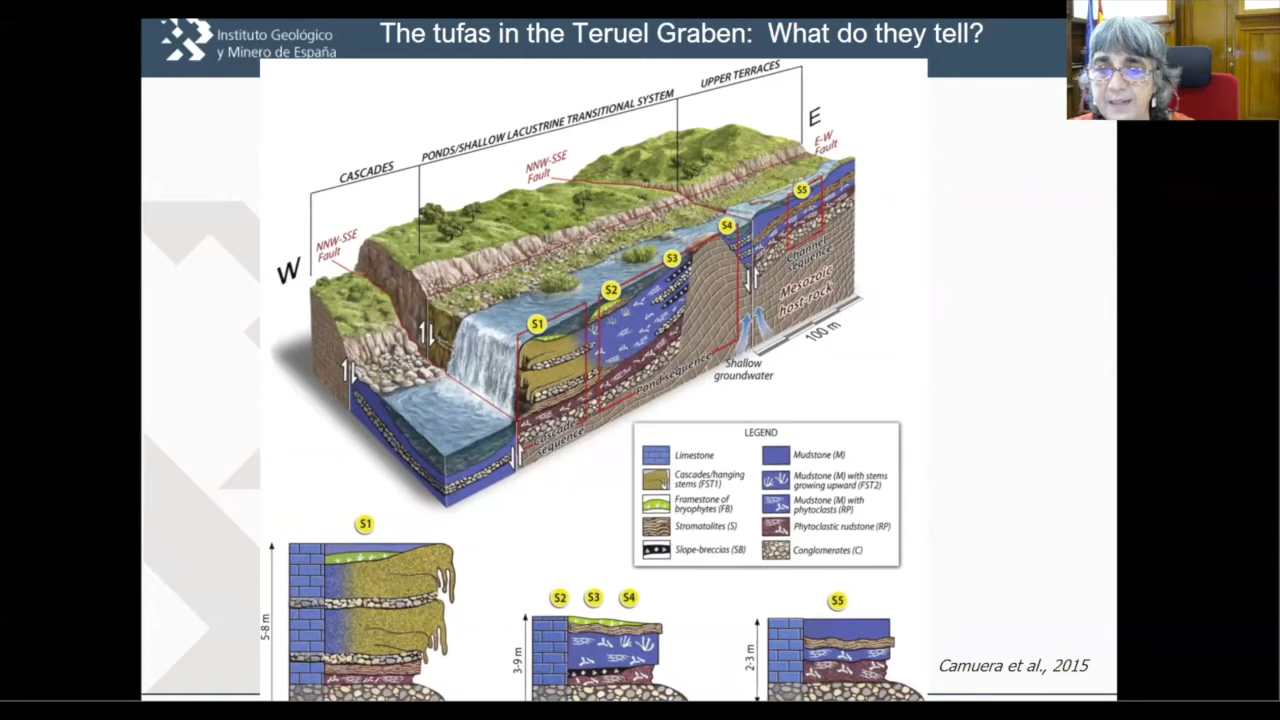 Instituto Geológico
y Minero de España
The tufas in the Teruel Graben: What do they tell?
UPPER TERRACES
PONDS/SHALLOW LACUSTRINE TRANSITIONAL SYSTEM
CASCADES
E
E-W
Fault
NNW-SSE
Fault
NNW-SSE
Fault
W
S5
S4
S3
S2
S1
Channel
sequence
Mesozoic
host-rock
100 m
Shallow
groundwater
Pond sequence
Cascade
sequence
LEGEND
Limestone
Cascades/hanging
stems (FST1)
Framestone of
bryophytes (FB)
Stromatolites (S)
Slope-breccias (SB)
Mudstone (M)
Mudstone (M) with stems
growing upward (FST2)
Mudstone (M) with
phytoclasts (RP)
Phytoclastic rudstone (RP)
Conglomerates (C)
S1
5-8 m
S2 S3 S4
3-9 m
S5
2-3 m
Camuera et al., 2015